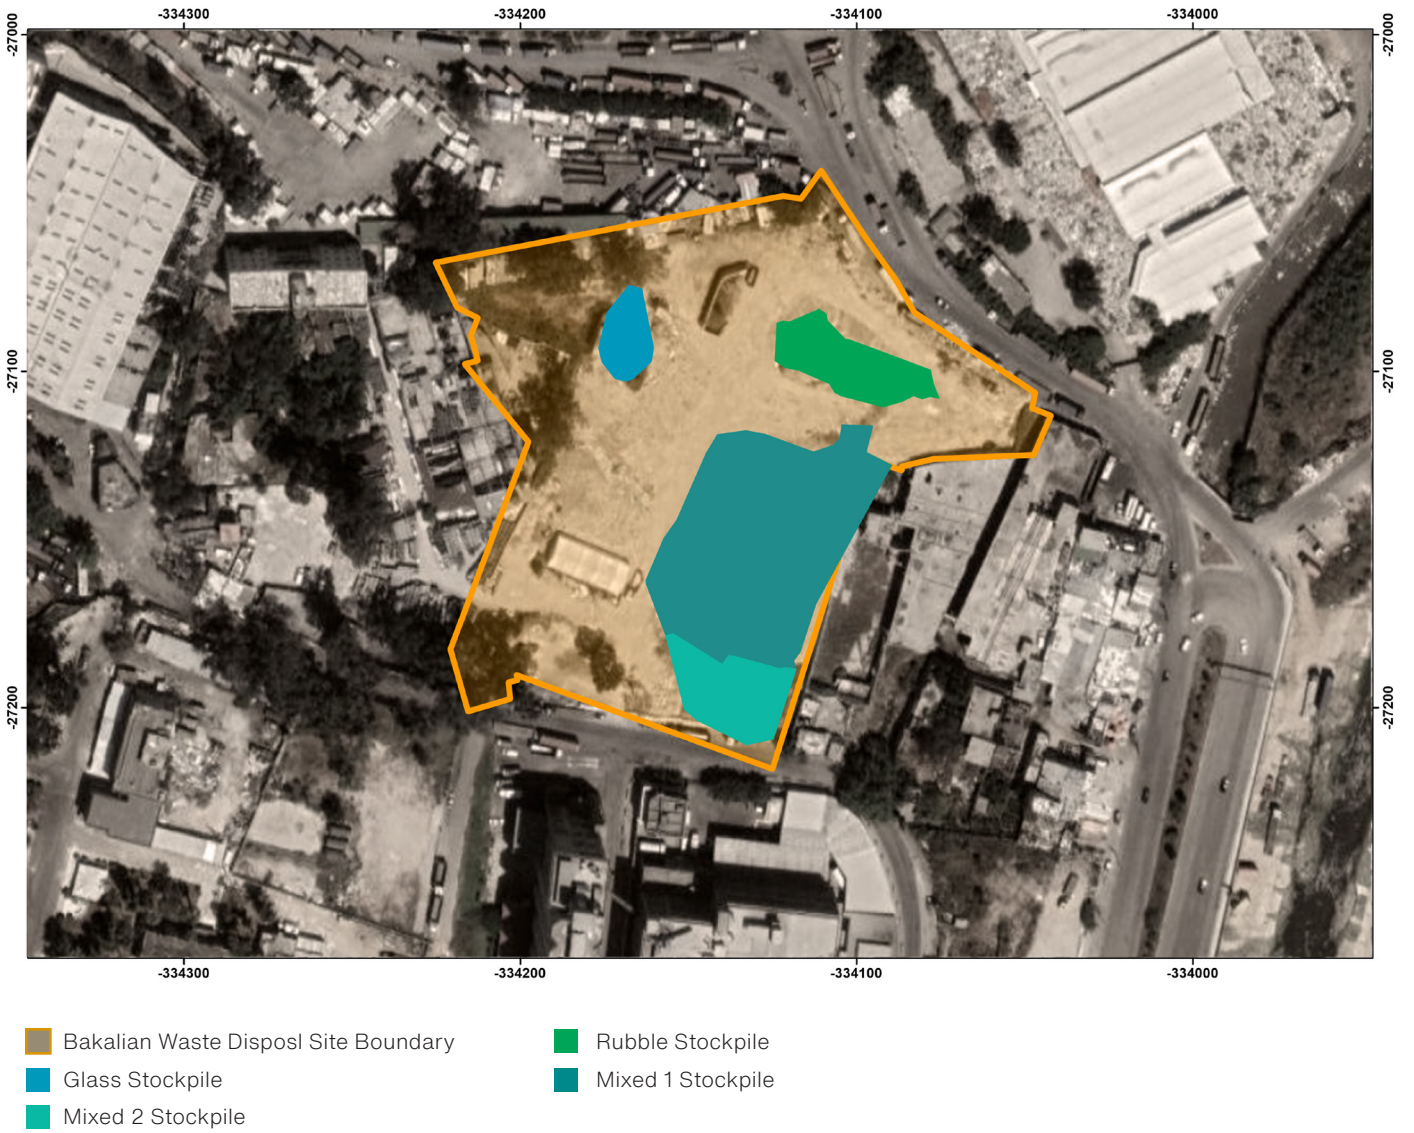 -334300 -334200 -334100 -334000
-27000 -27000
-27100 -27100
-27200 -27200
-334300 -334200 -334100 -334000
Bakalian Waste Disposl Site Boundary
Rubble Stockpile
Glass Stockpile
Mixed 1 Stockpile
Mixed 2 Stockpile